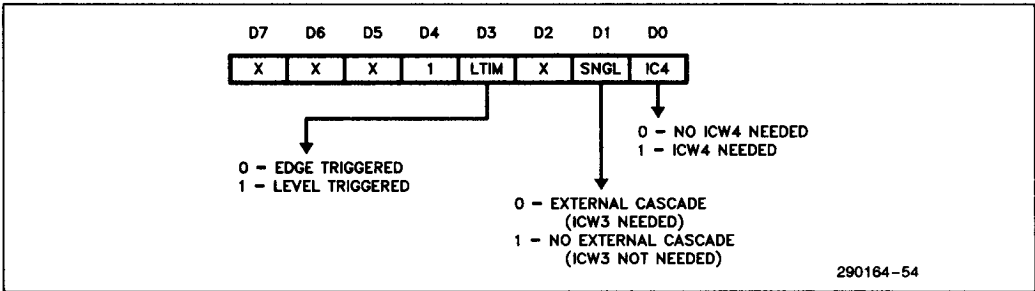 D7 D6 D5 D4 D3 D2 D1 D0
X X X 1 LTIM X SNGL IC4
0 – NO ICW4 NEEDED
1 – ICW4 NEEDED
0 – EDGE TRIGGERED
1 – LEVEL TRIGGERED
0 – EXTERNAL CASCADE
(ICW3 NEEDED)
1 – NO EXTERNAL CASCADE
(ICW3 NOT NEEDED)
290164–54